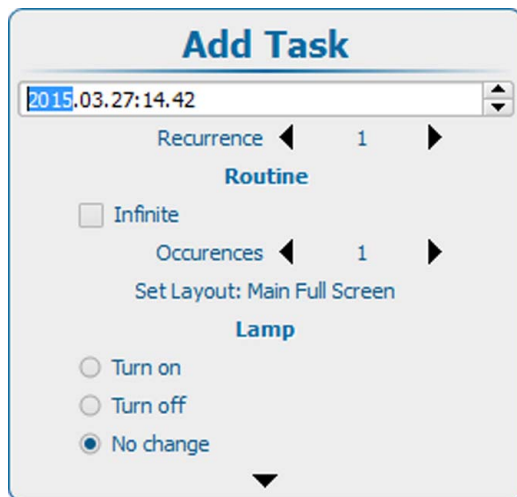 Add Task
2015.03.27:14.42
Recurrence 1
Routine
Infinite
Occurences 1
Set Layout: Main Full Screen
Lamp
Turn on
Turn off
No change